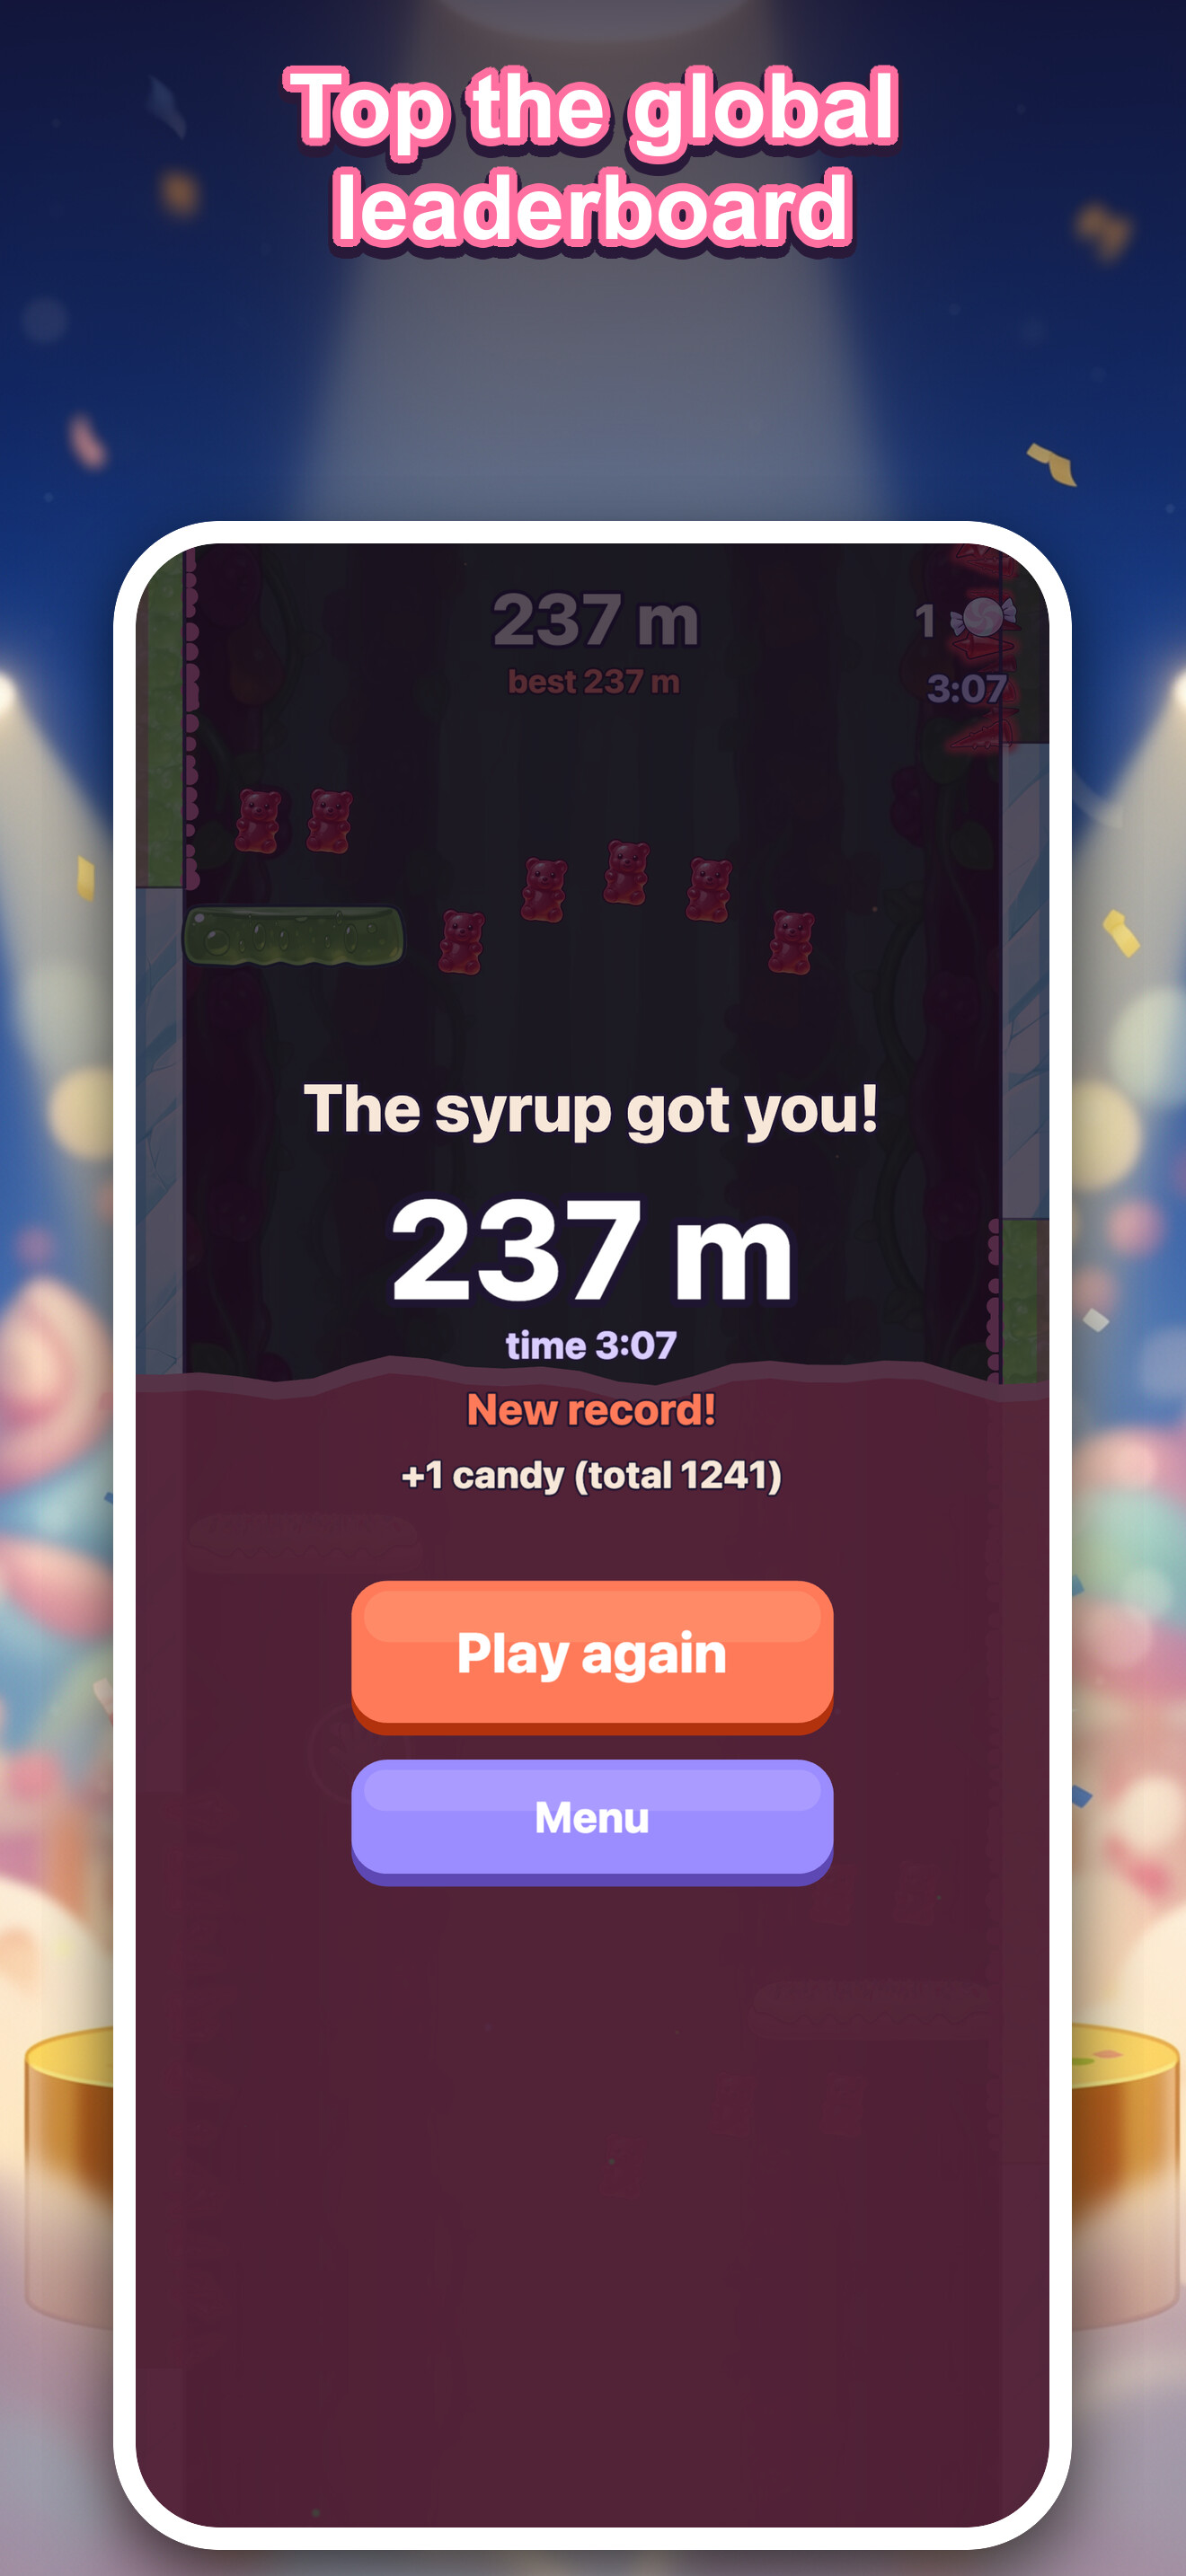 Top the global
leaderboard
237 m
1
best 237 m
3:07
The syrup got you!
237 m
time 3:07
New record!
+1 candy (total 1241)
Play again
Menu